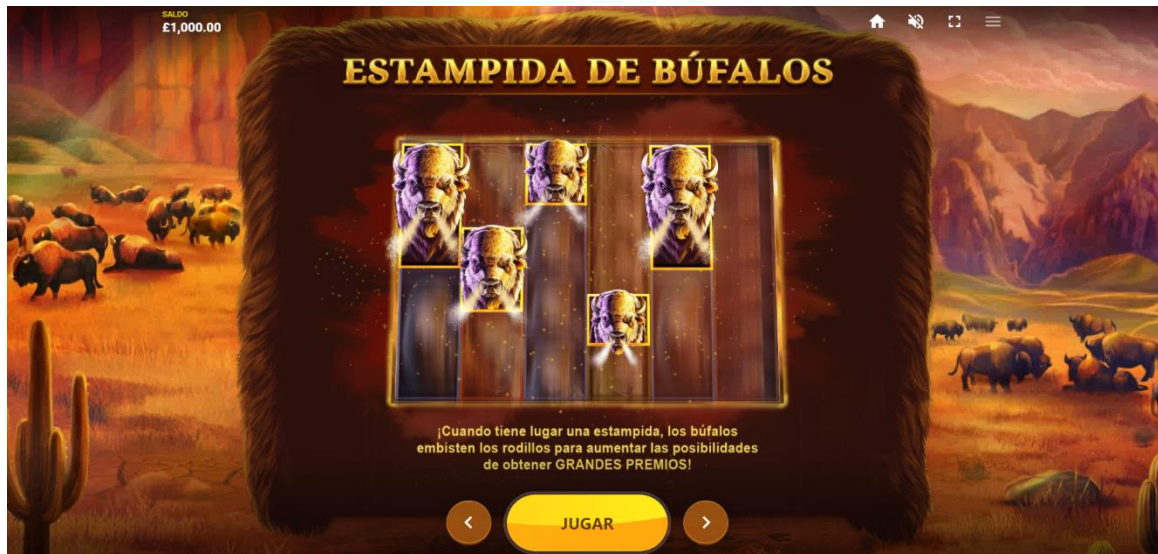 SALDO
£1,000.00
ESTAMPIDA DE BÚFALOS
¡Cuando tiene lugar una estampida, los búfalos
embisten los rodillos para aumentar las posibilidades
de obtener GRANDES PREMIOS!
JUGAR